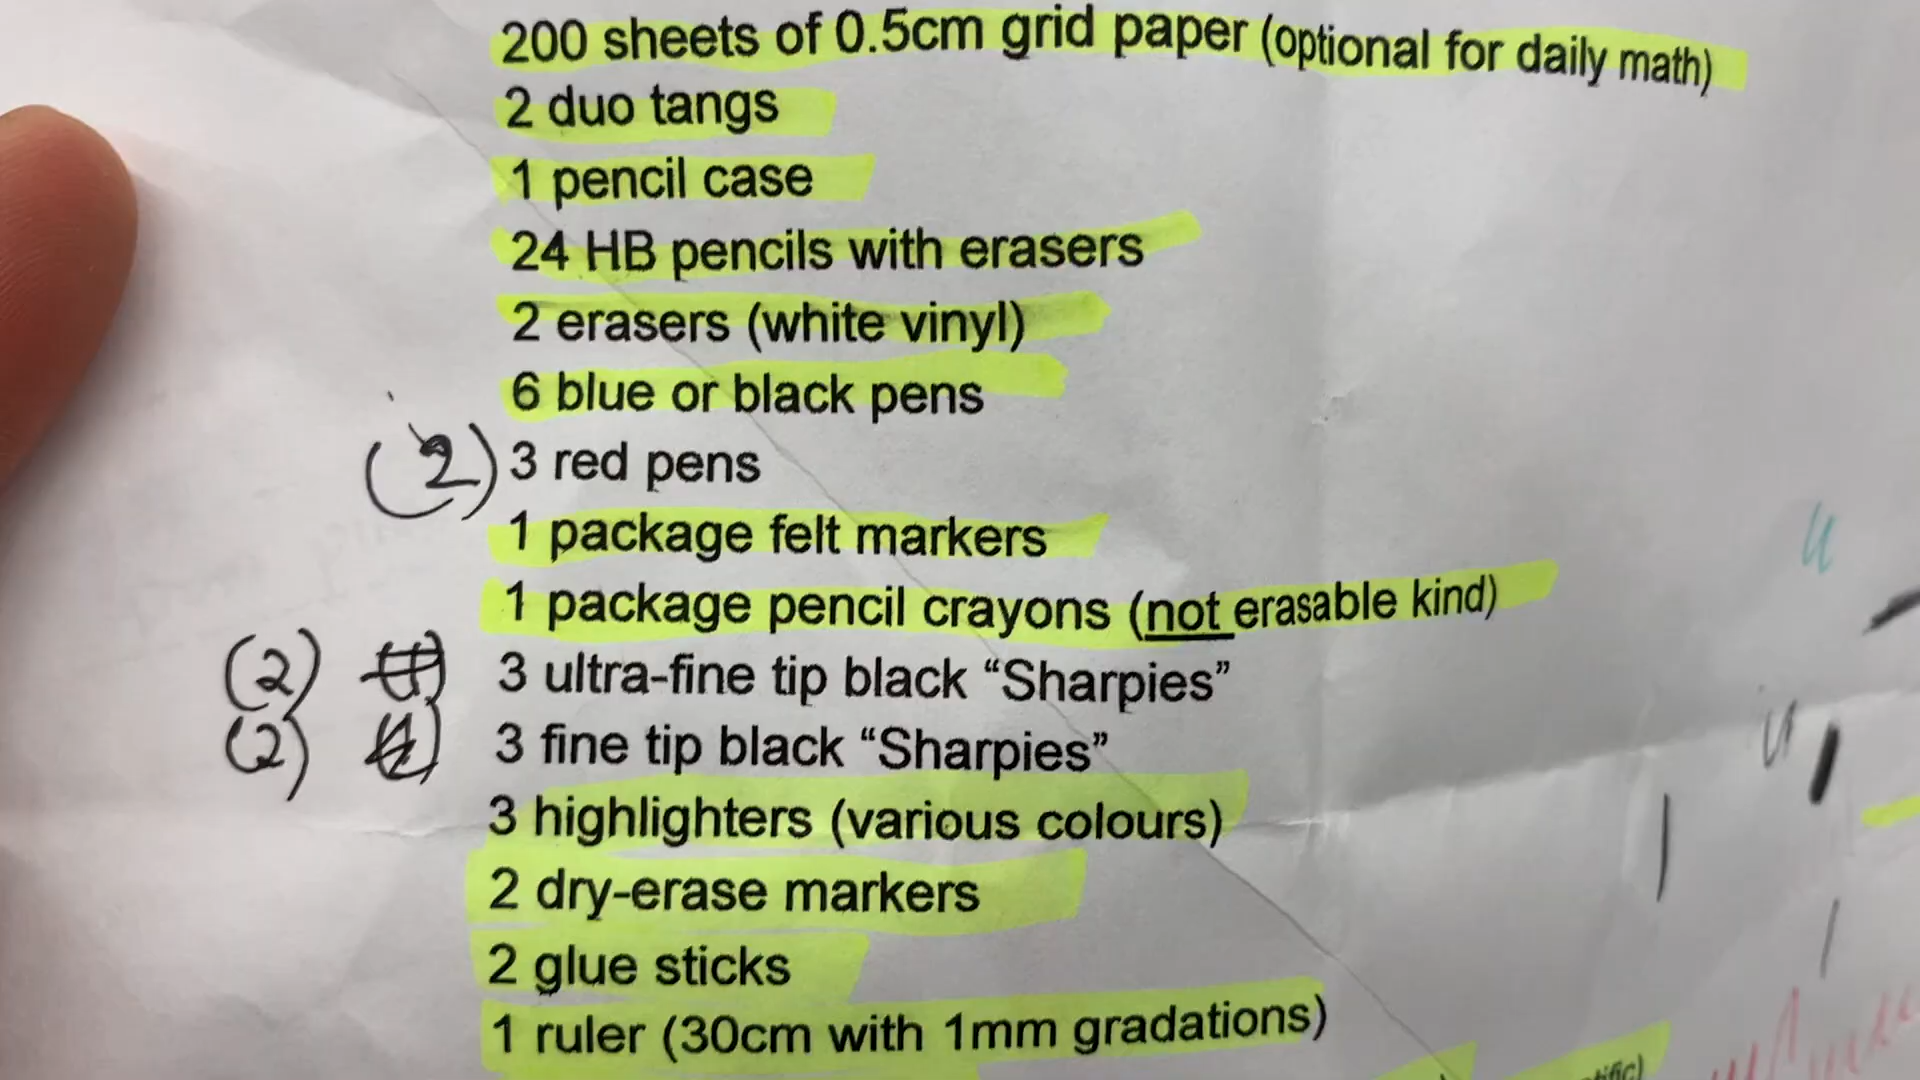 200 sheets of 0.5cm grid paper (optional for daily math)
2 duo tangs
1 pencil case
24 HB pencils with erasers
2 erasers (white vinyl)
6 blue or black pens
(2) 3 red pens
1 package felt markers
1 package pencil crayons (not erasable kind)
(2) 3 ultra-fine tip black “Sharpies”
(2) 3 fine tip black “Sharpies”
3 highlighters (various colours)
2 dry-erase markers
2 glue sticks
1 ruler (30cm with 1mm gradations)